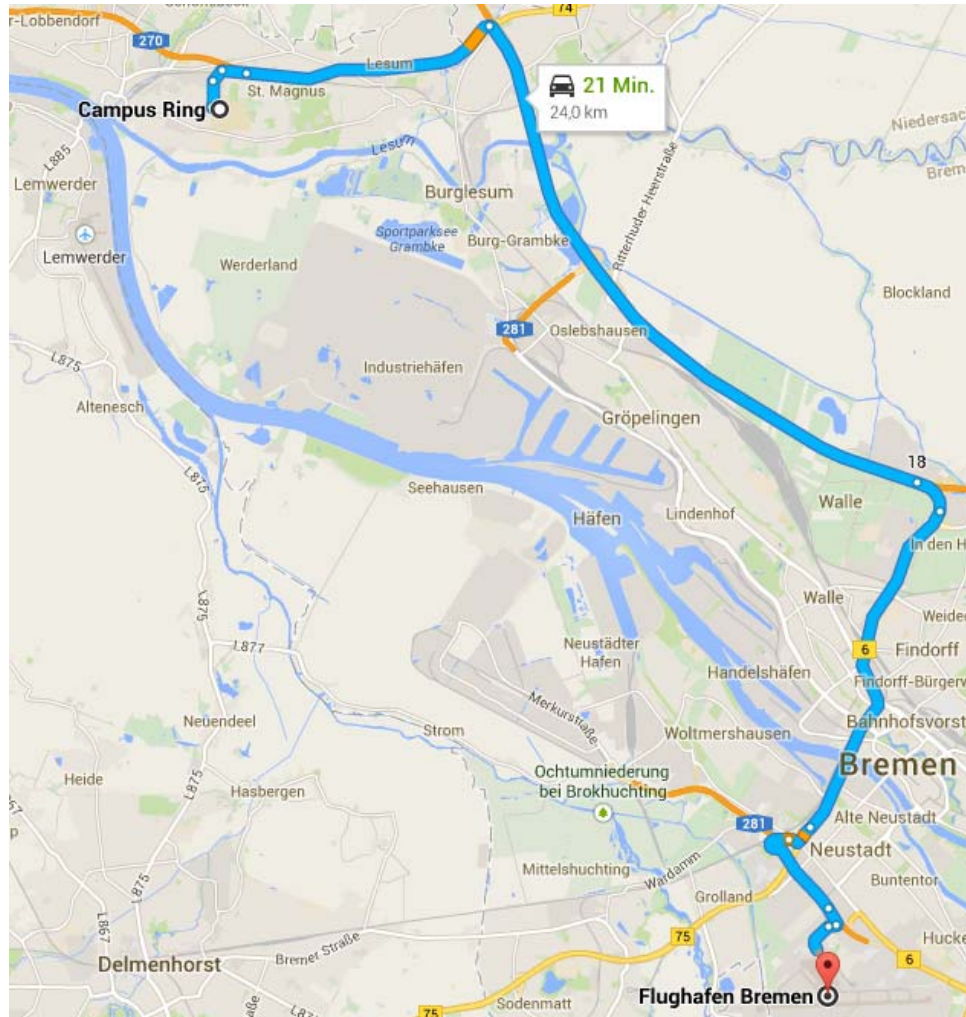 r-Lobbendorf
270
74
Lesum
St. Magnus
21 Min.
24,0 km
Campus Ring
Niedersac
L885
Lesum
Brem
Lemwerder
Burglesum
Ritterhuder Heerstraße
Sportparksee
Grambke
Burg-Grambke
Lemwerder
Werderland
Blockland
281
Oslebshausen
L875
Industriehäfen
Altenesch
Gröpelingen
18
L875
Seehausen
Walle
Häfen
Lindenhof
In den H
L875
Walle
Weide
L877
Neustädter
Hafen
6
Findorff
Handelshäfen
Findorff-Bürgerw
Merkurstraße
Neuendeel
Strom
Woltmershausen
Bahnhofsvorst
Bremen
Heide
L875
Hasbergen
Ochtumniederung
bei Brokhuchting
281
Alte Neustadt
Neustadt
Mittelshuchting
Wardamm
L875
Grolland
Buntentor
L867
75
Hucke
Bremer Straße
Delmenhorst
6
Flughafen Bremen
Sodenmatt
75